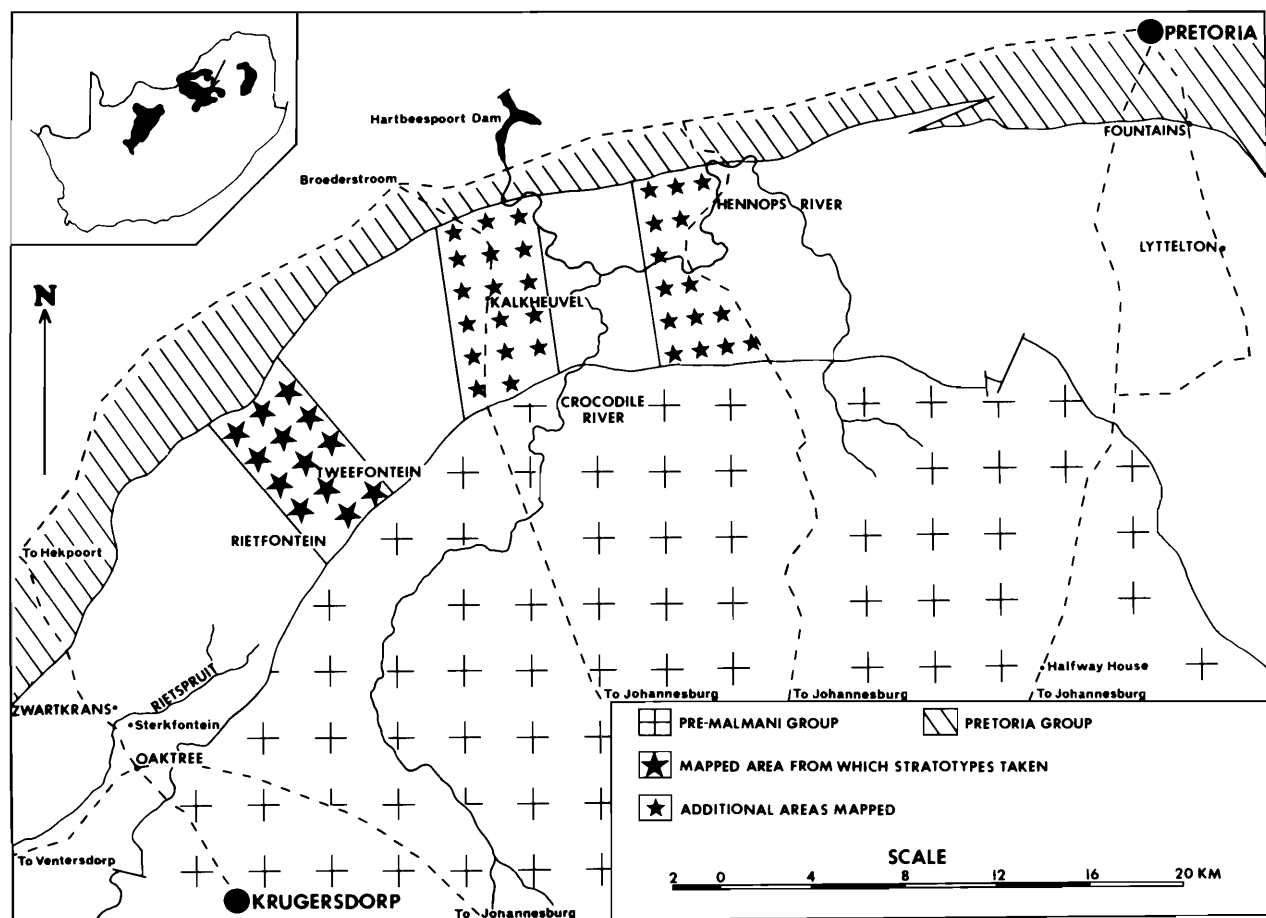 PRETORIA
Hartbeespoort Dam
FOUNTAINS
Broederstroom
HENNOPS RIVER
LYTTELTON
N
KALKHEUVEL
CROCODILE
RIVER
TWEEFONTEIN
RIETFONTEIN
To Hekpoort
Halfway House
RIETSPRUIT
To Johannesburg
To Johannesburg
To Johannesburg
ZWARTKRANS
Sterkfontein
OAKTREE
PRE-MALMANI GROUP
PRETORIA GROUP
MAPPED AREA FROM WHICH STRATOTYPES TAKEN
ADDITIONAL AREAS MAPPED
To Ventersdorp
SCALE
2 0 4 8 12 16 20 KM
KRUGERSDORP
To Johannesburg